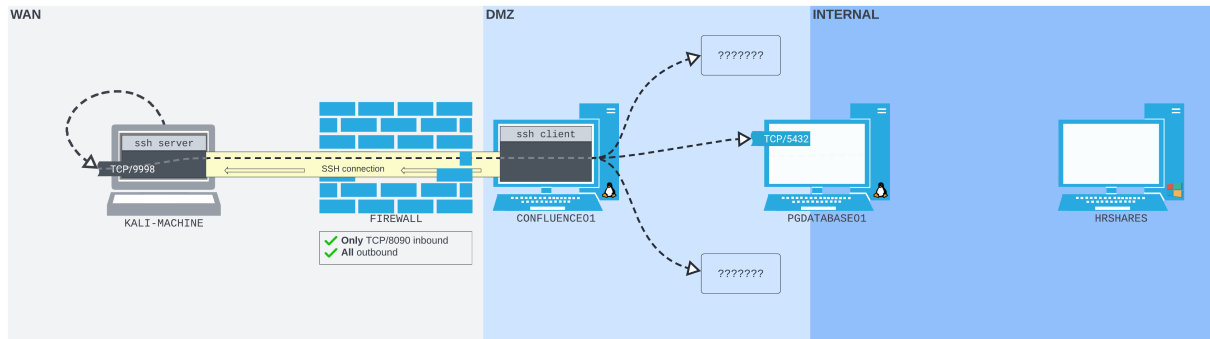 WAN
DMZ
INTERNAL
???????
ssh server
ssh client
TCP/5432
TCP/9998
SSH connection
KALI-MACHINE
FIREWALL
CONFLUENCE01
PGDATABASE01
HRSHARES
Only TCP/8090 inbound
All outbound
???????